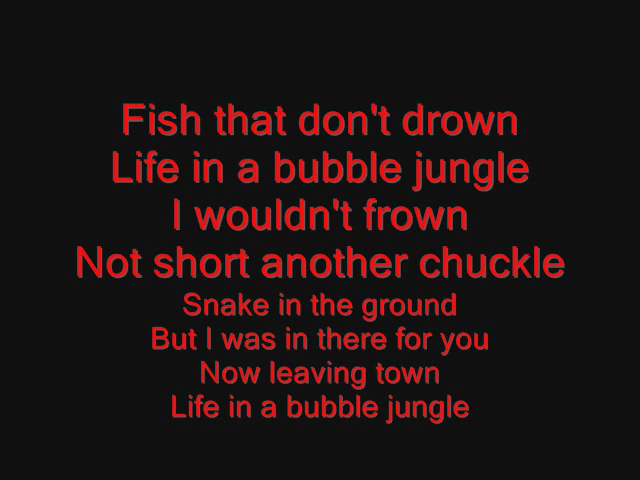 Fish that don't drown
Life in a bubble jungle
I wouldn't frown
Not short another chuckle
Snake in the ground
But I was in there for you
Now leaving town
Life in a bubble jungle